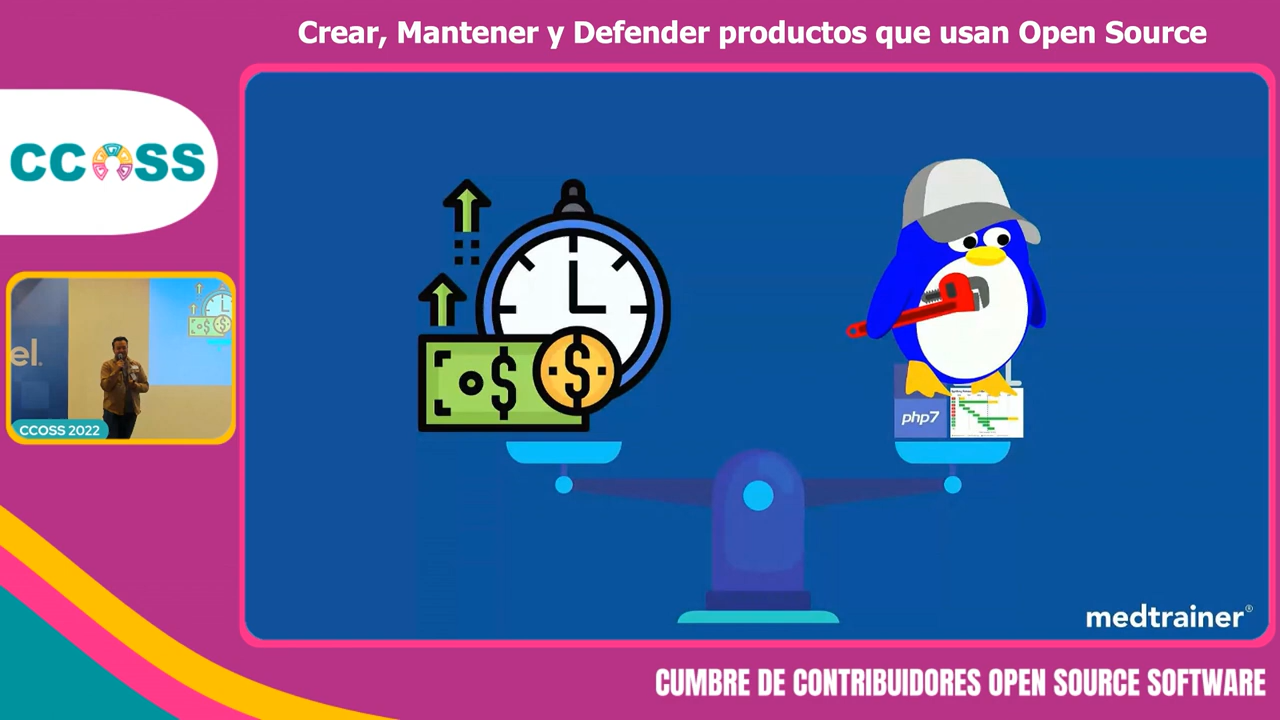 Crear, Mantener y Defender productos que usan Open Source
CCOSS
el.
CCOSS 2022
$
$
php7
medtrainer®
CUMBRE DE CONTRIBUIDORES OPEN SOURCE SOFTWARE